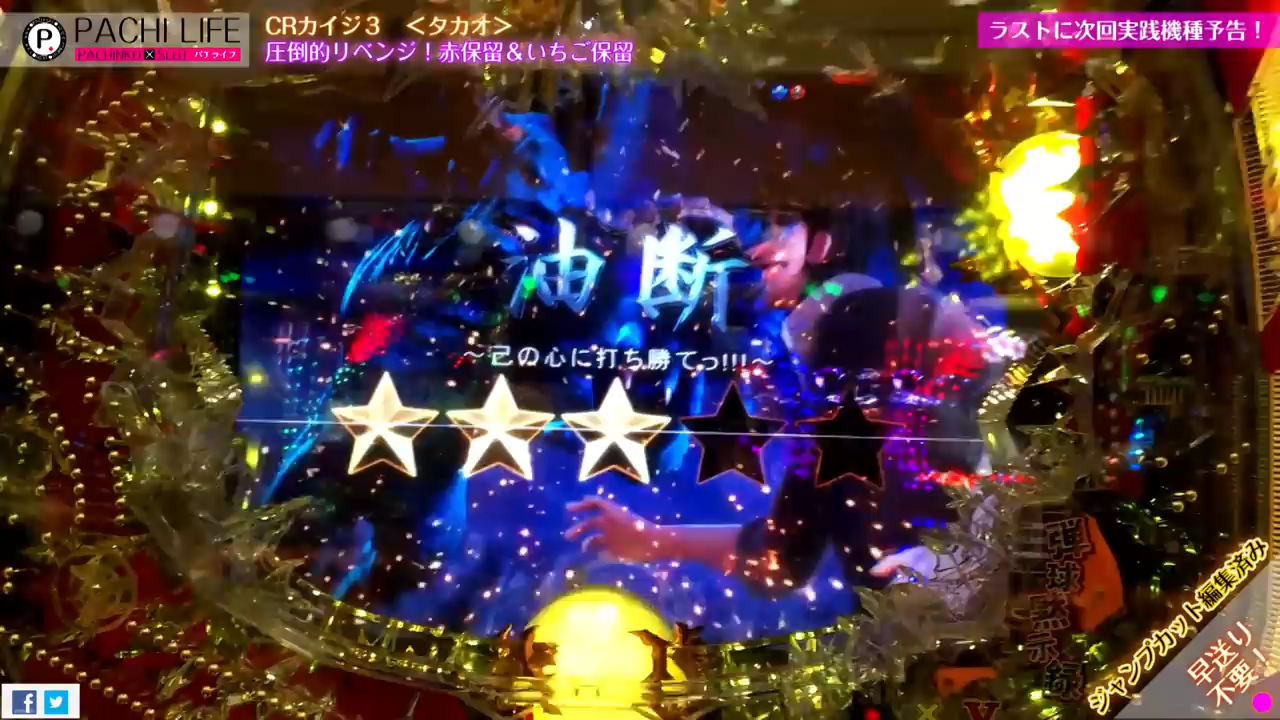 PACHI LIFE
PACHINKO×SLOT パチライフ
CRカイジ3 ＜タカオ＞
圧倒的リベンジ！赤保留＆いちご保留
ラストに次回実践機種予告！
油断
〜己の心に打ち勝てっ!!!〜
弾球黙示録
ジャンプカット編集済み
早送り
不要！